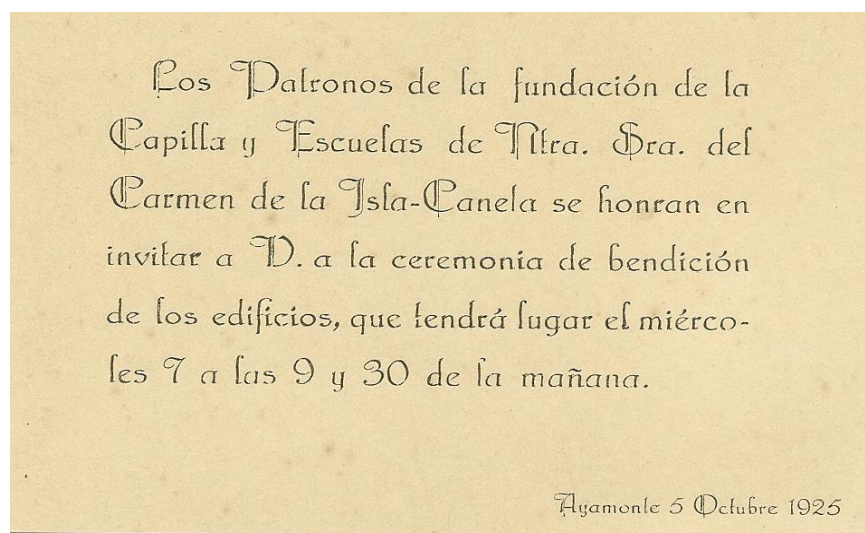 Los Patronos de la fundación de la
Capilla y Escuelas de Ntra. Sra. del
Carmen de la Isla-Canela se honran en
invitar a V. a la ceremonia de bendición
de los edificios, que tendrá lugar el miérco-
les 7 a las 9 y 30 de la mañana.
Ayamonte 5 Octubre 1925